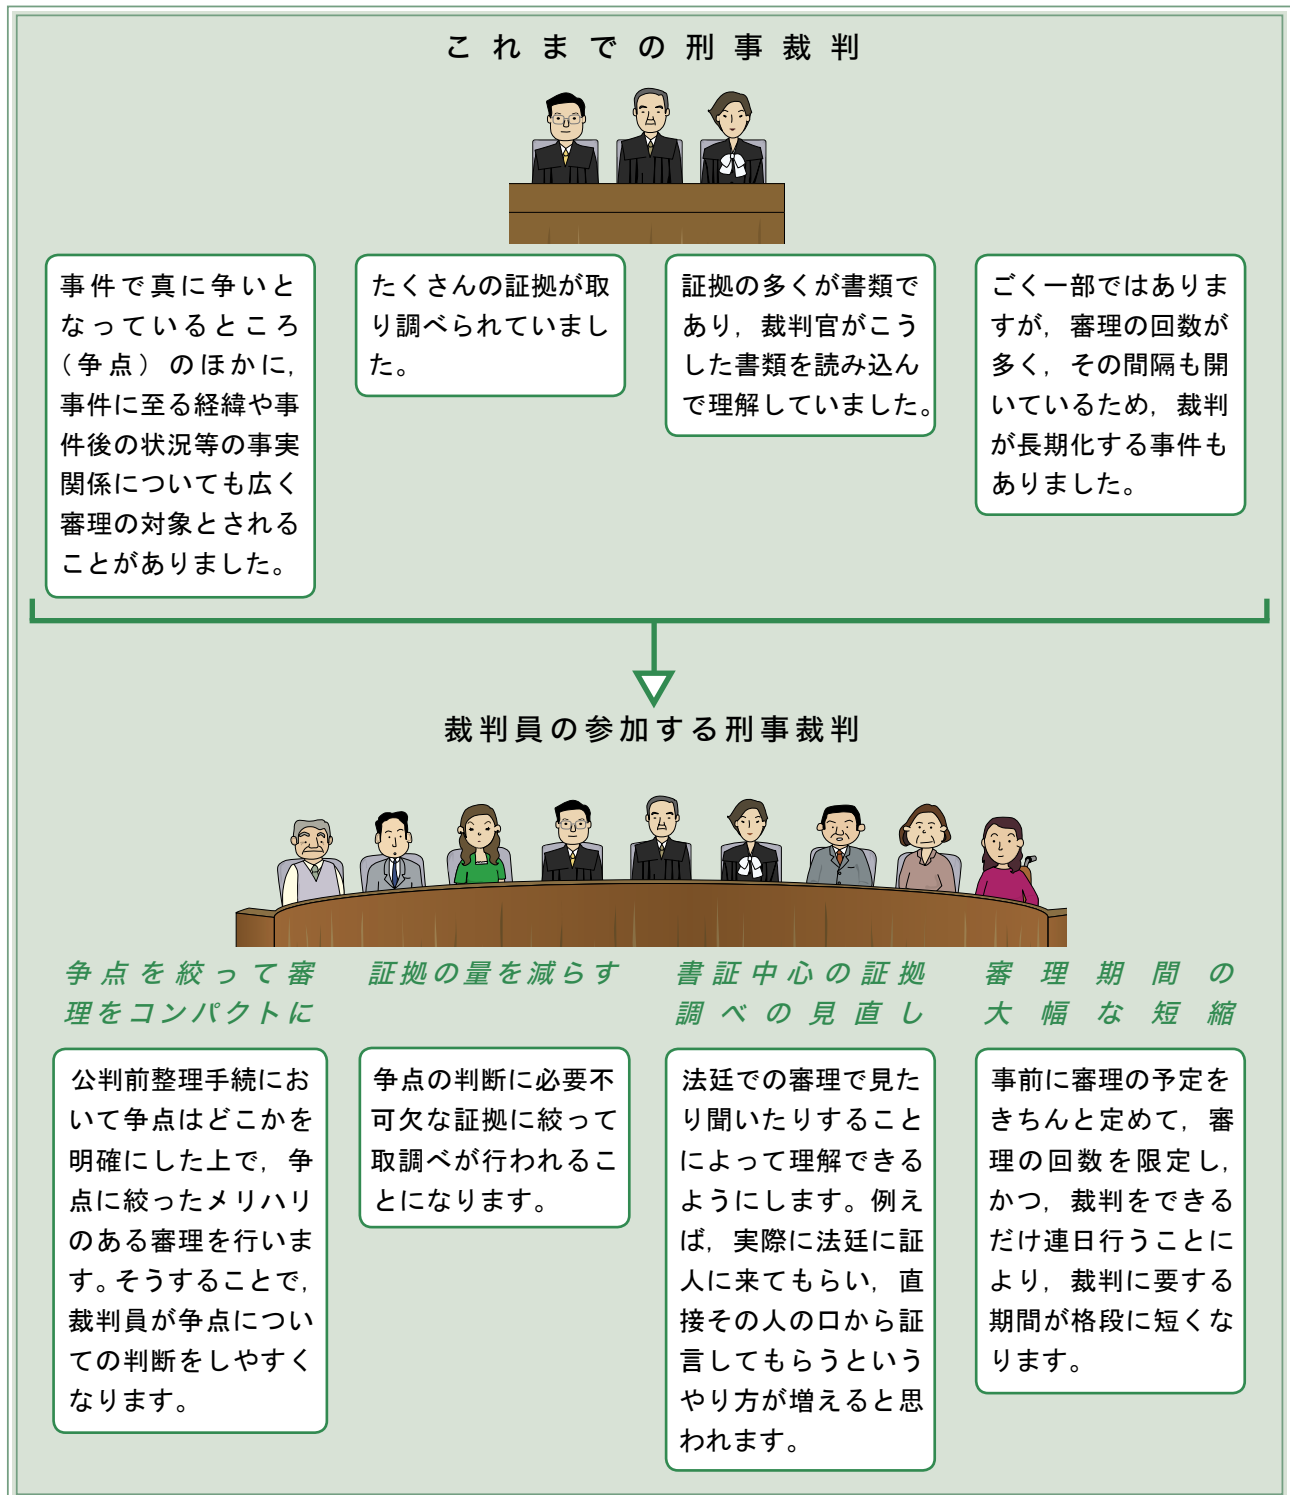 これまでの刑事裁判
事件で真に争いと
なっているところ
（争点）のほかに，
事件に至る経緯や事
件後の状況等の事実
関係についても広く
審理の対象とされる
ことがありました。
たくさんの証拠が取
り調べられていまし
た。
証拠の多くが書類で
あり，裁判官がこう
した書類を読み込ん
で理解していました。
ごく一部ではありま
すが，審理の回数が
多く，その間隔も開
いているため，裁判
が長期化する事件も
ありました。
裁判員の参加する刑事裁判
争点を絞って審
理をコンパクトに
公判前整理手続にお
いて争点はどこかを
明確にした上で，争
点に絞ったメリハリ
のある審理を行いま
す。そうすることで，
裁判員が争点につい
ての判断をしやすく
なります。
証拠の量を減らす
争点の判断に必要不
可欠な証拠に絞って
取調べが行われるこ
とになります。
書証中心の証拠
調べの見直し
法廷での審理で見た
り聞いたりすること
によって理解できる
ようにします。例え
ば，実際に法廷に証
人に来てもらい，直
接その人の口から証
言してもらうという
やり方が増えると思
われます。
審理期間の
大幅な短縮
事前に審理の予定を
きちんと定めて，審
理の回数を限定し，
かつ，裁判をできる
だけ連日行うことに
より，裁判に要する
期間が格段に短くな
ります。